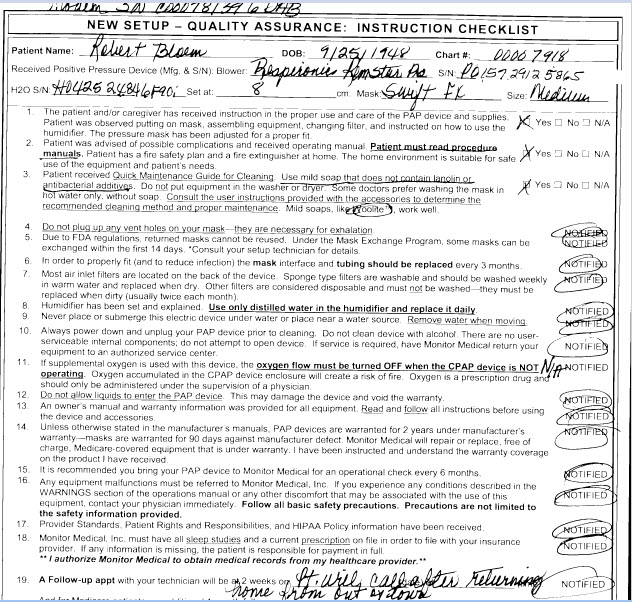 Modem S/N C00078159 6 DAB
NEW SETUP – QUALITY ASSURANCE: INSTRUCTION CHECKLIST
Patient Name: Robert Bloem DOB: 9/25/1948 Chart #: 0000 7918
Received Positive Pressure Device (Mfg. & S/N): Blower: Respironics Remstar Pro S/N: P0157 2912 5865
H2O S/N: Set at: 8 cm. Mask: Swift FX Size: Medium
1. The patient and/or caregiver has received instruction in the proper use and care of the PAP device and supplies.
Patient was observed putting on mask, assembling equipment, changing filter, and instructed on how to use the
humidifier. The pressure mask has been adjusted for a proper fit. X Yes ☐ No ☐ N/A
2. Patient was advised of possible complications and received operating manual. Patient must read procedure
manuals. Patient has a fire safety plan and a fire extinguisher at home. The home environment is suitable for safe
use of the equipment and patient's needs. X Yes ☐ No ☐ N/A
3. Patient received Quick Maintenance Guide for Cleaning. Use mild soap that does not contain lanolin or
antibacterial additives. Do not put equipment in the washer or dryer. Some doctors prefer washing the mask in
hot water only, without soap. Consult the user instructions provided with the accessories to determine the
recommended cleaning method and proper maintenance. Mild soaps, like Woolite, work well. X Yes ☐ No ☐ N/A
4. Do not plug up any vent holes on your mask—they are necessary for exhalation. NOTIFIED
5. Due to FDA regulations, returned masks cannot be reused. Under the Mask Exchange Program, some masks can be
exchanged within the first 14 days. *Consult your setup technician for details. NOTIFIED
6. In order to properly fit (and to reduce infection) the mask interface and tubing should be replaced every 3 months. NOTIFIED
7. Most air inlet filters are located on the back of the device. Sponge type filters are washable and should be washed weekly
in warm water and replaced when dry. Other filters are considered disposable and must not be washed—they must be
replaced when dirty (usually twice each month). NOTIFIED
8. Humidifier has been set and explained. Use only distilled water in the humidifier and replace it daily. NOTIFIED
9. Never place or submerge this electric device under water or place near a water source. Remove water when moving. NOTIFIED
10. Always power down and unplug your PAP device prior to cleaning. Do not clean device with alcohol. There are no user-
serviceable internal components; do not attempt to open device. If service is required, have Monitor Medical return your
equipment to an authorized service center. NOTIFIED
11. If supplemental oxygen is used with this device, the oxygen flow must be turned OFF when the CPAP device is NOT
operating. Oxygen accumulated in the CPAP device enclosure will create a risk of fire. Oxygen is a prescription drug and
should only be administered under the supervision of a physician. N/A NOTIFIED
12. Do not allow liquids to enter the PAP device. This may damage the device and void the warranty. NOTIFIED
13. An owner's manual and warranty information was provided for all equipment. Read and follow all instructions before using
the device and accessories. NOTIFIED
14. Unless otherwise stated in the manufacturer's manuals, PAP devices are warranted for 2 years under manufacturer's
warranty—masks are warranted for 90 days against manufacturer defect. Monitor Medical will repair or replace, free of
charge, Medicare-covered equipment that is under warranty. I have been instructed and understand the warranty coverage
on the product I have received. NOTIFIED
15. It is recommended you bring your PAP device to Monitor Medical for an operational check every 6 months. NOTIFIED
16. Any equipment malfunctions must be referred to Monitor Medical, Inc. If you experience any conditions described in the
WARNINGS section of the operations manual or any other discomfort that may be associated with the use of this
equipment, contact your physician immediately. Follow all basic safety precautions. Precautions are not limited to
the safety information provided. NOTIFIED
17. Provider Standards, Patient Rights and Responsibilities, and HIPAA Policy information have been received. NOTIFIED
18. Monitor Medical, Inc. must have all sleep studies and a current prescription on file in order to file with your insurance
provider. If any information is missing, the patient is responsible for payment in full. NOTIFIED
** I authorize Monitor Medical to obtain medical records from my healthcare provider.**
19. A Follow-up appt with your technician will be at 2 weeks on Pt. will call after returning NOTIFIED
home from out of town